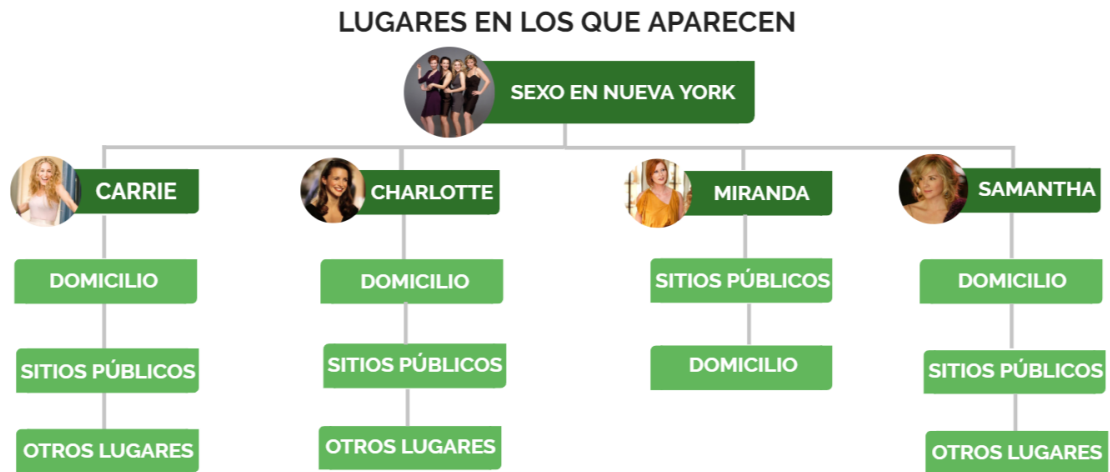 LUGARES EN LOS QUE APARECEN
SEXO EN NUEVA YORK
CARRIE
CHARLOTTE
MIRANDA
SAMANTHA
DOMICILIO
DOMICILIO
SITIOS PÚBLICOS
DOMICILIO
SITIOS PÚBLICOS
SITIOS PÚBLICOS
DOMICILIO
SITIOS PÚBLICOS
OTROS LUGARES
OTROS LUGARES
OTROS LUGARES